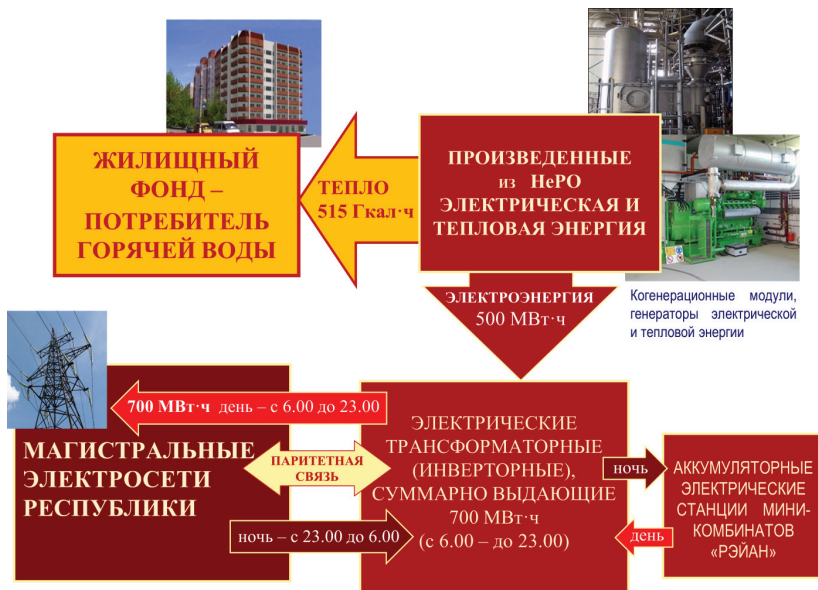 ЖИЛИЩНЫЙ
ФОНД –
ПОТРЕБИТЕЛЬ
ГОРЯЧЕЙ ВОДЫ
ТЕПЛО
515 Гкал·ч
ПРОИЗВЕДЕННЫЕ
из НеРО
ЭЛЕКТРИЧЕСКАЯ И
ТЕПЛОВАЯ ЭНЕРГИЯ
Когенерационные модули,
генераторы электрической
и тепловой энергии
ЭЛЕКТРОЭНЕРГИЯ
500 МВт·ч
700 МВт·ч день – с 6.00 до 23.00
МАГИСТРАЛЬНЫЕ
ЭЛЕКТРОСЕТИ
РЕСПУБЛИКИ
ПАРИТЕТНАЯ
СВЯЗЬ
ночь – с 23.00 до 6.00
ЭЛЕКТРИЧЕСКИЕ
ТРАНСФОРМАТОРНЫЕ
(ИНВЕРТОРНЫЕ),
СУММАРНО ВЫДАЮЩИЕ
700 МВт·ч
(с 6.00 – до 23.00)
ночь
день
АККУМУЛЯТОРНЫЕ
ЭЛЕКТРИЧЕСКИЕ
СТАНЦИИ МИНИ-
КОМБИНАТОВ
«РЭЙАН»